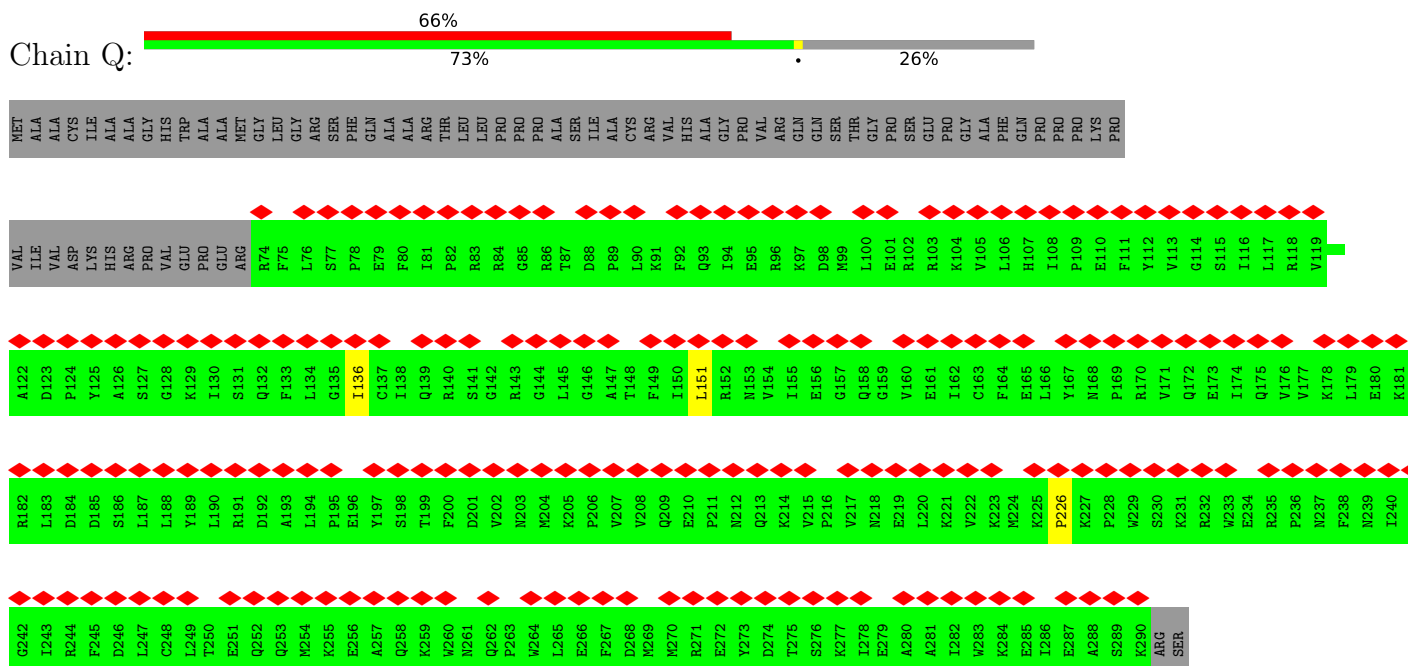 66%
Chain Q:
73% • 26%
MET ALA ALA CYS ILE ALA ALA GLY HIS TRP ALA ALA MET GLY LEU GLY ARG SER PHE GLN ALA ALA ARG THR LEU LEU PRO PRO PRO ALA SER ILE ALA CYS ARG VAL HIS ALA GLY PRO VAL ARG GLN GLN SER THR GLY PRO SER GLU PRO GLY ALA PHE GLN PRO PRO PRO LYS PRO
VAL ILE VAL ASP LYS HIS ARG PRO VAL GLU PRO GLU ARG R74 F75 L76 S77 P78 E79 F80 I81 P82 R83 R84 G85 R86 T87 D88 P89 L90 K91 F92 Q93 I94 E95 R96 K97 D98 M99 L100 E101 R102 R103 K104 V105 L106 H107 I108 P109 E110 F111 Y112 V113 G114 S115 I116 L117 R118 V119
A122 D123 P124 Y125 A126 S127 G128 K129 I130 S131 Q132 F133 L134 G135 I136 C137 I138 Q139 R140 S141 G142 R143 G144 L145 G146 A147 T148 F149 I150 L151 R152 N153 V154 I155 E156 G157 Q158 G159 V160 E161 I162 C163 F164 E165 L166 Y167 N168 P169 R170 V171 Q172 E173 I174 Q175 V176 V177 K178 L179 E180 K181
R182 L183 D184 D185 S186 L187 L188 Y189 L190 R191 D192 A193 L194 P195 E196 Y197 S198 T199 F200 D201 V202 N203 M204 K205 P206 V207 V208 Q209 E210 P211 N212 Q213 K214 V215 P216 V217 N218 E219 L220 K221 V222 K223 M224 K225 P226 K227 P228 W229 S230 K231 R232 W233 E234 R235 P236 N237 F238 N239 I240
G242 I243 R244 F245 D246 L247 C248 L249 T250 E251 Q252 Q253 M254 K255 E256 A257 Q258 K259 W260 N261 Q262 P263 W264 L265 E266 F267 D268 M269 M270 R271 E272 Y273 D274 T275 S276 K277 I278 E279 A280 A281 I282 W283 K284 E285 I286 E287 A288 S289 K290 ARG SER